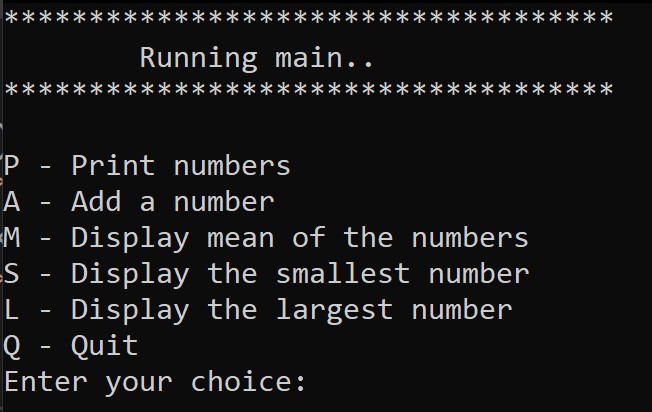 ************************************
Running main..
************************************
P - Print numbers
A - Add a number
M - Display mean of the numbers
S - Display the smallest number
L - Display the largest number
Q - Quit
Enter your choice: